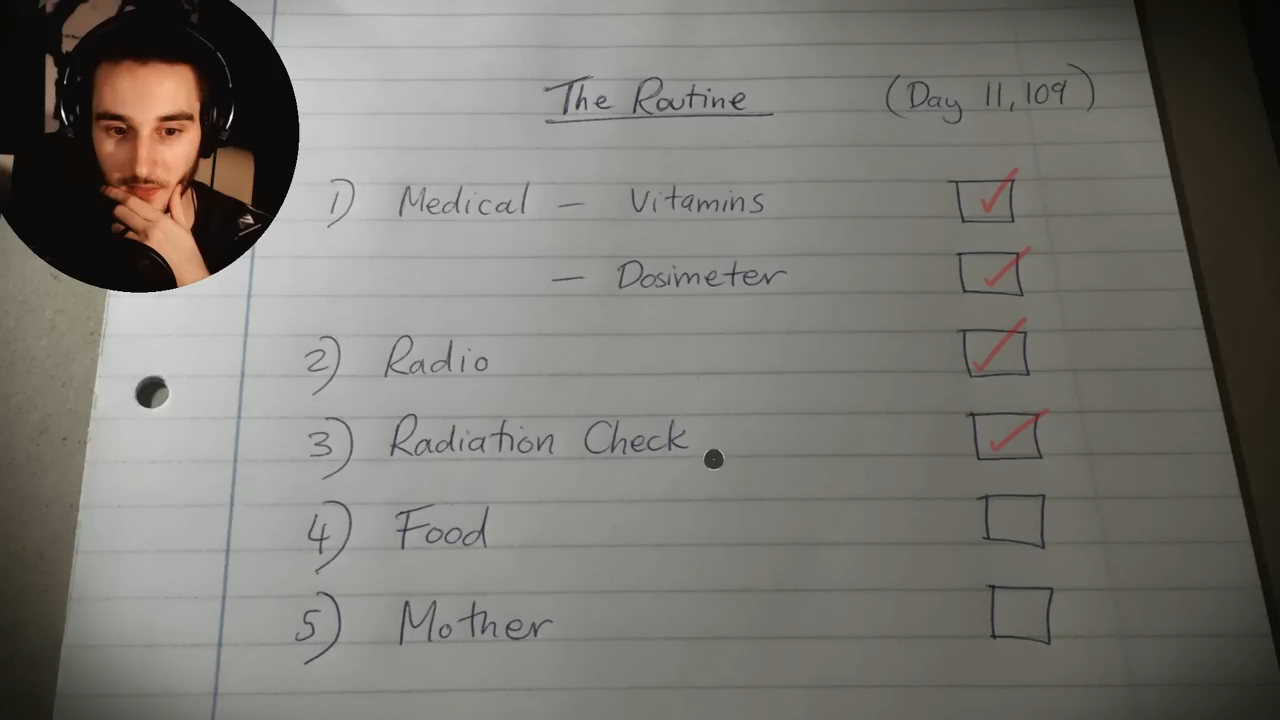 The Routine (Day 11,109)
1) Medical - Vitamins
- Dosimeter
2) Radio
3) Radiation Check
4) Food
5) Mother